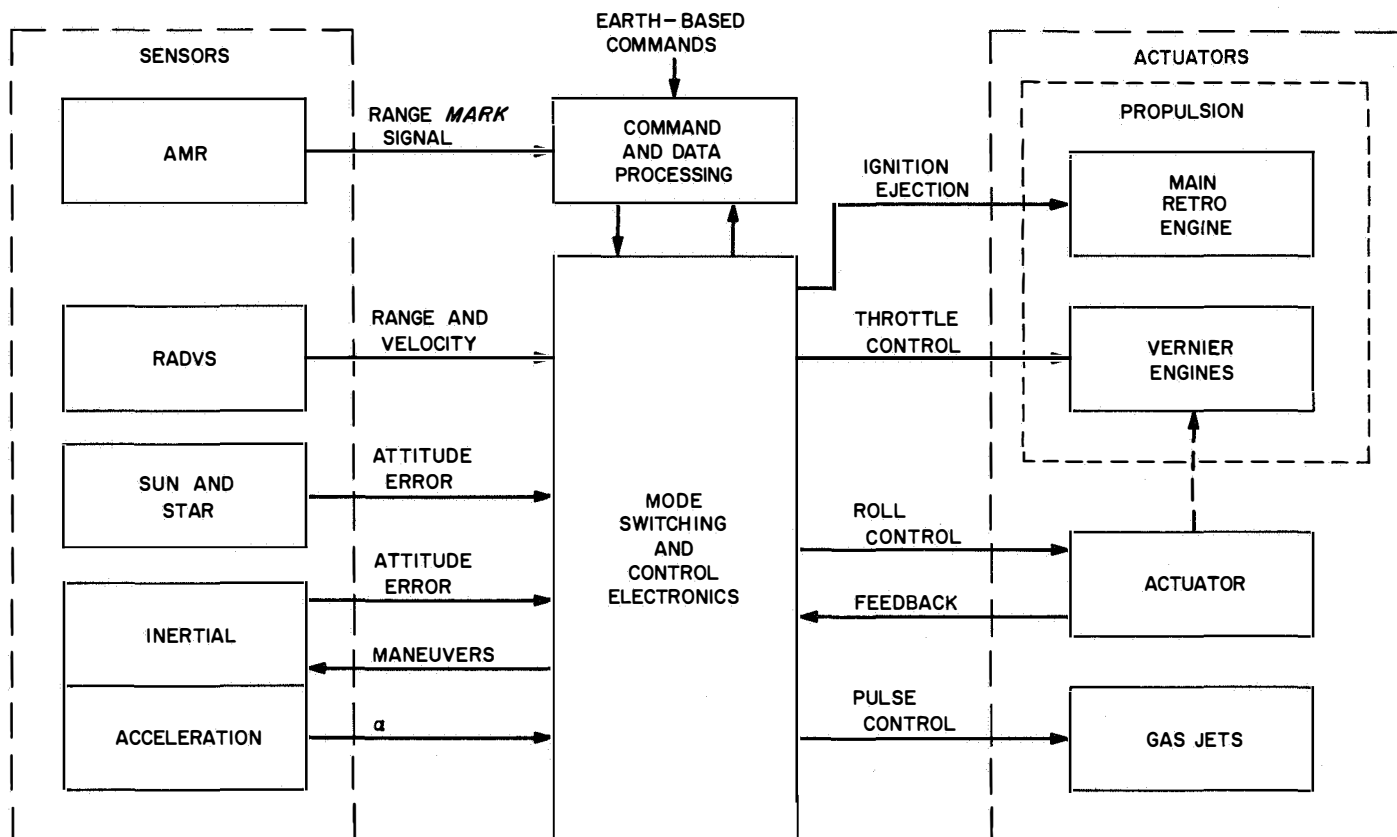 EARTH-BASED
COMMANDS
SENSORS
ACTUATORS
PROPULSION
AMR
RANGE MARK
SIGNAL
COMMAND
AND DATA
PROCESSING
IGNITION
EJECTION
MAIN
RETRO
ENGINE
RADVS
RANGE AND
VELOCITY
THROTTLE
CONTROL
VERNIER
ENGINES
SUN AND
STAR
ATTITUDE
ERROR
MODE
SWITCHING
AND
CONTROL
ELECTRONICS
ROLL
CONTROL
ACTUATOR
FEEDBACK
INERTIAL
ATTITUDE
ERROR
MANEUVERS
ACCELERATION
α
PULSE
CONTROL
GAS JETS